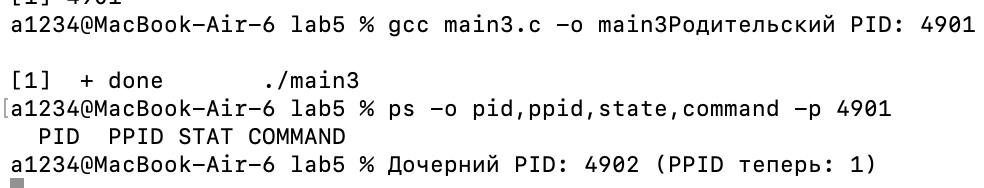 [1] 4901
a1234@MacBook-Air-6 lab5 % gcc main3.c -o main3Родительский PID: 4901
[1]  + done       ./main3
a1234@MacBook-Air-6 lab5 % ps -o pid,ppid,state,command -p 4901
  PID  PPID STAT COMMAND
a1234@MacBook-Air-6 lab5 % Дочерний PID: 4902 (PPID теперь: 1)